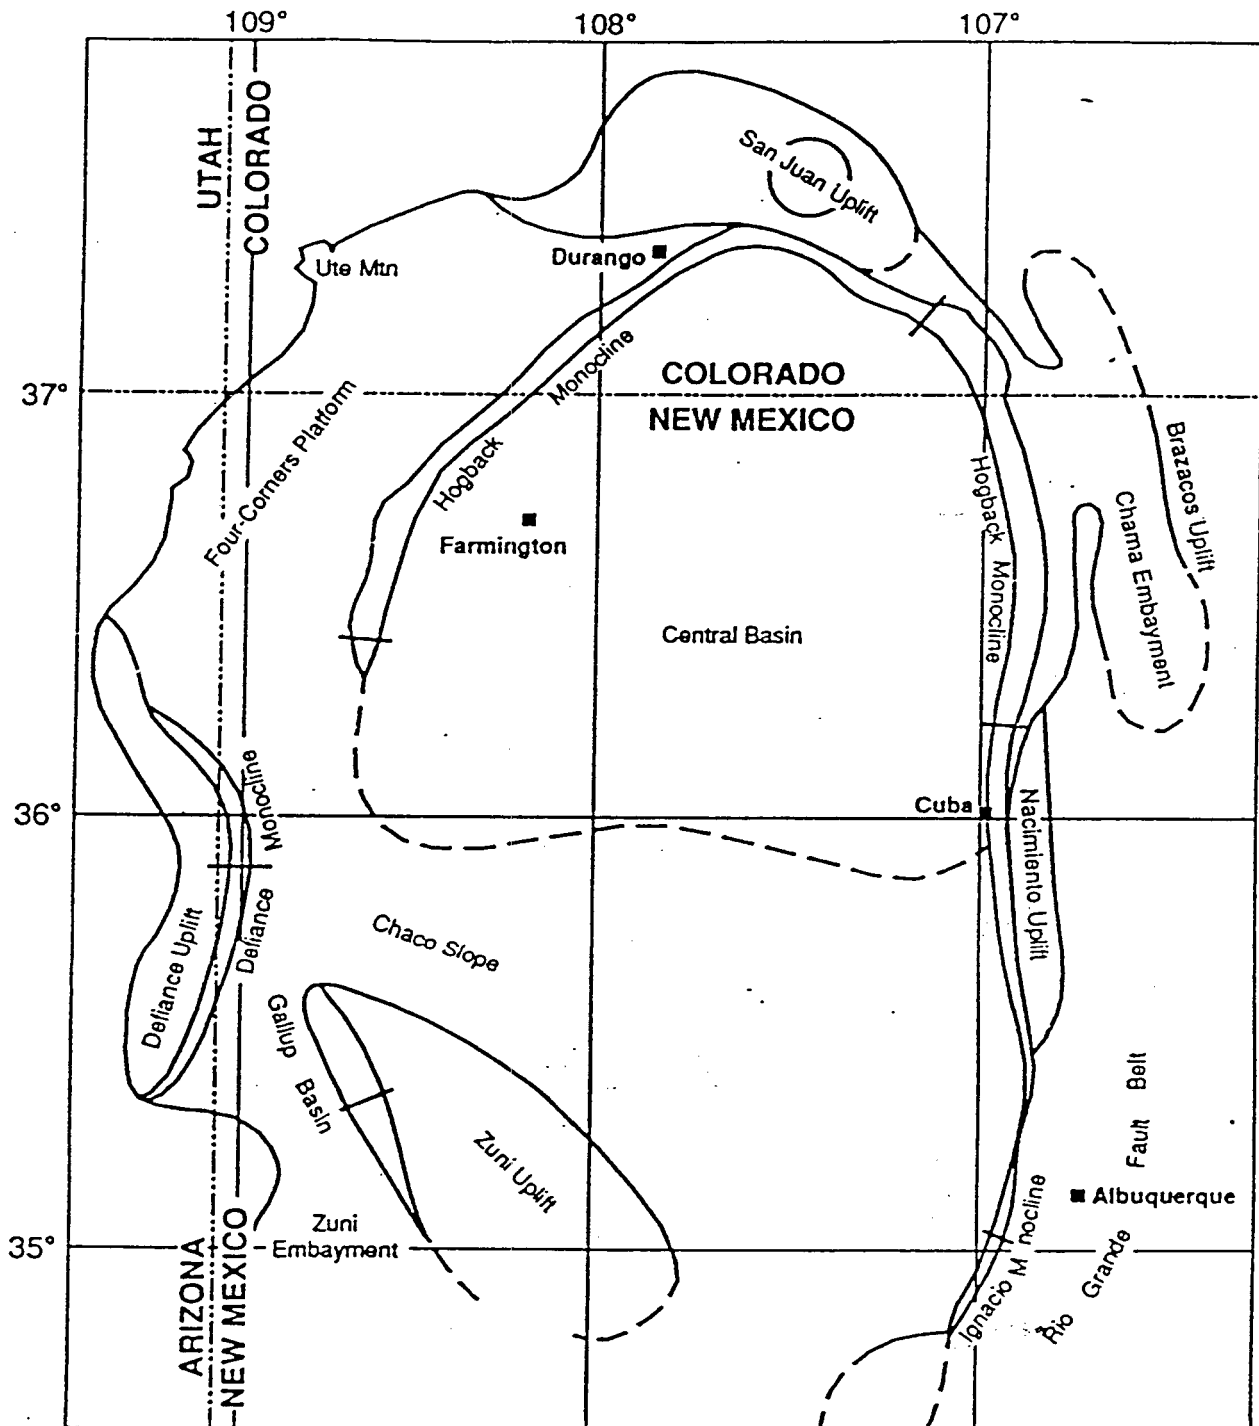 109°
108°
107°
UTAH
COLORADO
San Juan Uplift
Ute Mtn
Durango
37°
COLORADO
NEW MEXICO
Four-Corners Platform
Hogback Monocline
Farmington
Central Basin
Hogback Monocline
Brazacos Uplift
Chama Embayment
36°
Cuba
Nacimiento Uplift
Defiance Monocline
Defiance Uplift
Chaco Slope
Gallup Basin
Zuni Uplift
Zuni
Embayment
35°
ARIZONA
NEW MEXICO
Ignacio M nocline
Rio Grande
Fault Belt
Albuquerque